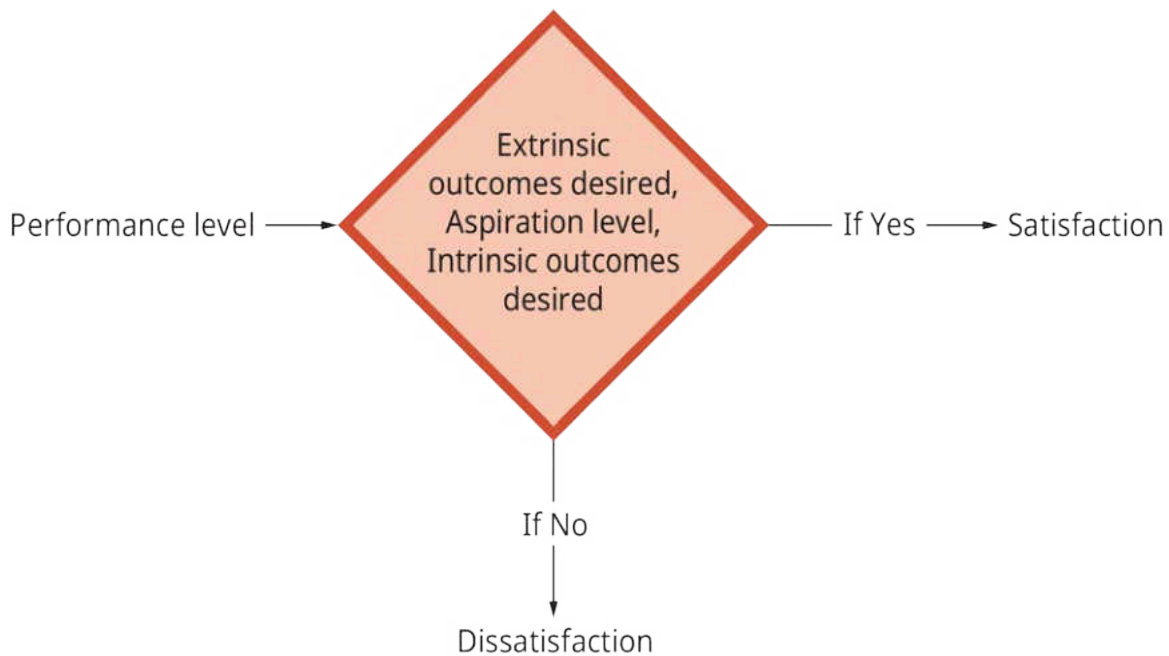 Extrinsic
outcomes desired,
Aspiration level,
Intrinsic outcomes
desired
Performance level
If Yes
Satisfaction
If No
Dissatisfaction